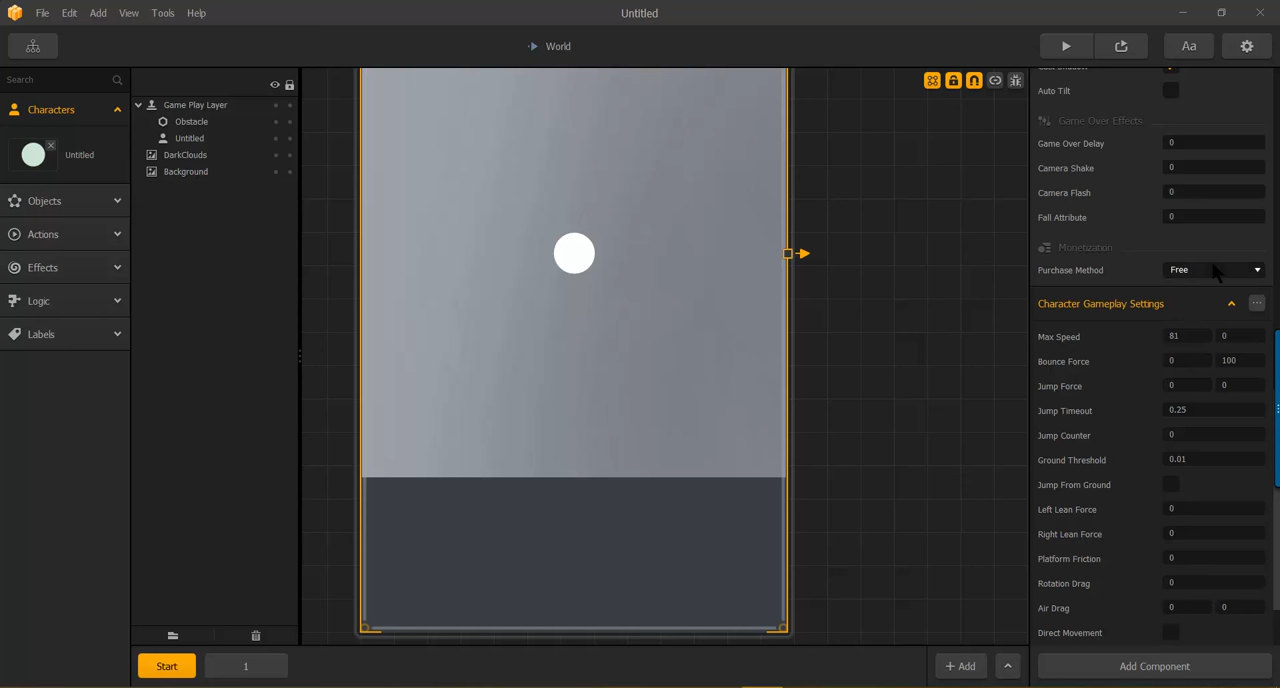 File Edit Add View Tools Help
Untitled
World
Aa
Search
Characters
Untitled
Objects
Actions
Effects
Logic
Labels
Game Play Layer
Obstacle
Untitled
DarkClouds
Background
Start 1
+ Add
Cast Shadow
Auto Tilt
Game Over Effects
Game Over Delay 0
Camera Shake 0
Camera Flash 0
Fall Attribute 0
Monetization
Purchase Method Free
Character Gameplay Settings
Max Speed 81 0
Bounce Force 0 100
Jump Force 0 0
Jump Timeout 0.25
Jump Counter 0
Ground Threshold 0.01
Jump From Ground
Left Lean Force 0
Right Lean Force 0
Platform Friction 0
Rotation Drag 0
Air Drag 0 0
Direct Movement
Add Component